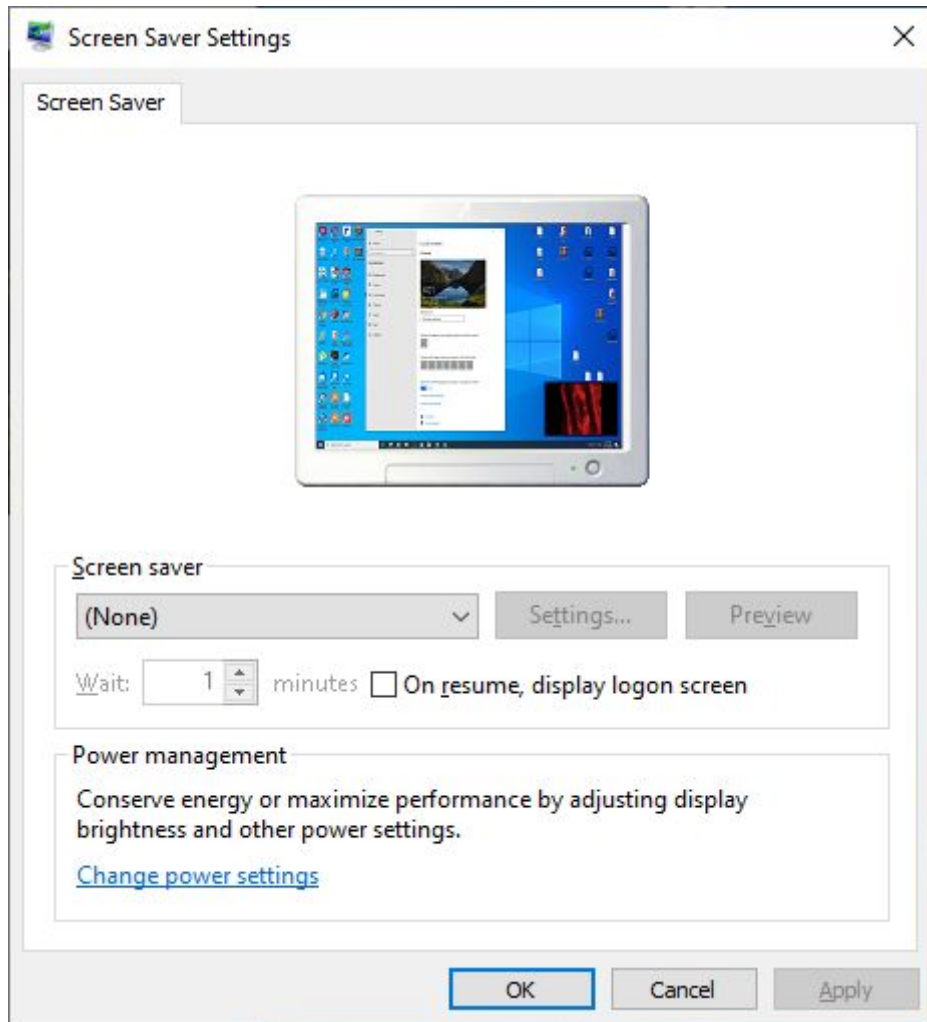 Screen Saver Settings
Screen Saver
Screen saver
(None)
Settings...
Preview
Wait:
1
minutes
On resume, display logon screen
Power management
Conserve energy or maximize performance by adjusting display
brightness and other power settings.
Change power settings
OK
Cancel
Apply